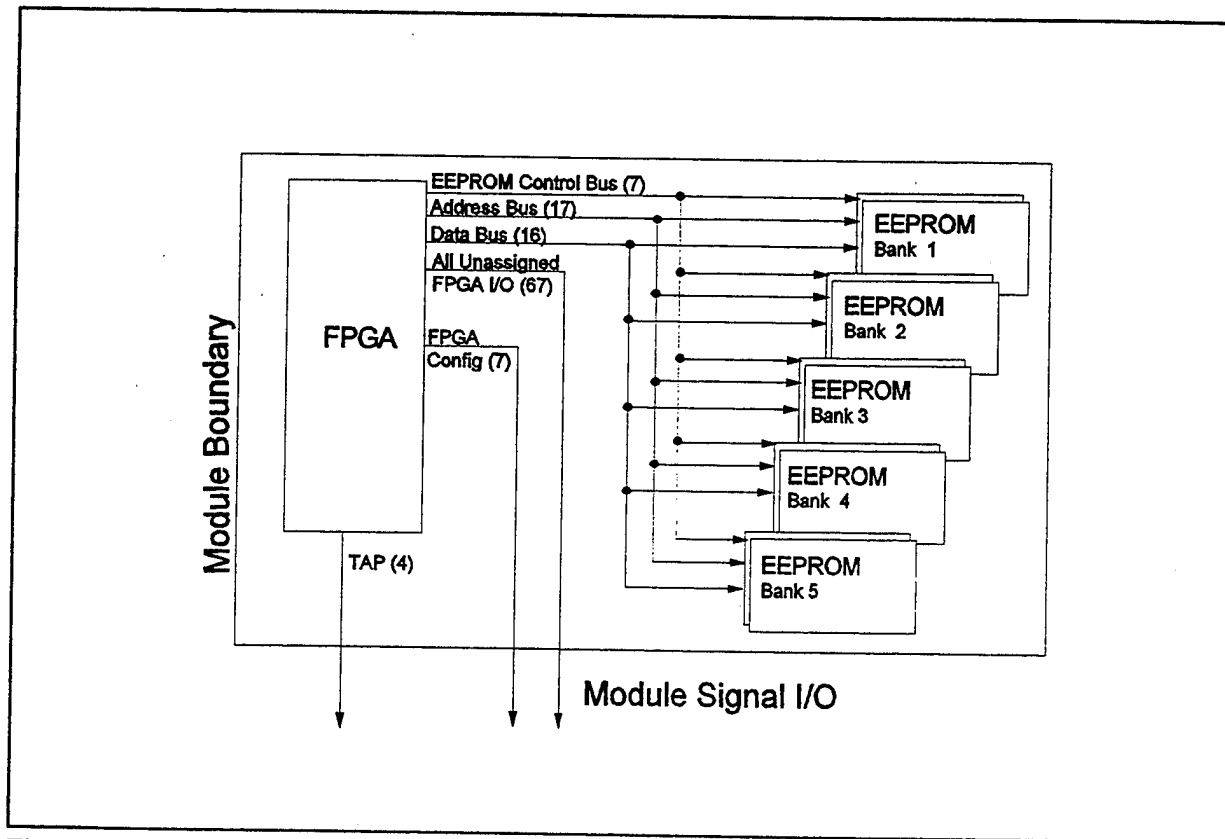 EEPROM Control Bus (7)
Address Bus (17)
Data Bus (16)
All Unassigned
FPGA I/O (67)
FPGA
FPGA
Config (7)
TAP (4)
EEPROM
Bank 1
EEPROM
Bank 2
EEPROM
Bank 3
EEPROM
Bank 4
EEPROM
Bank 5
Module Boundary
Module Signal I/O